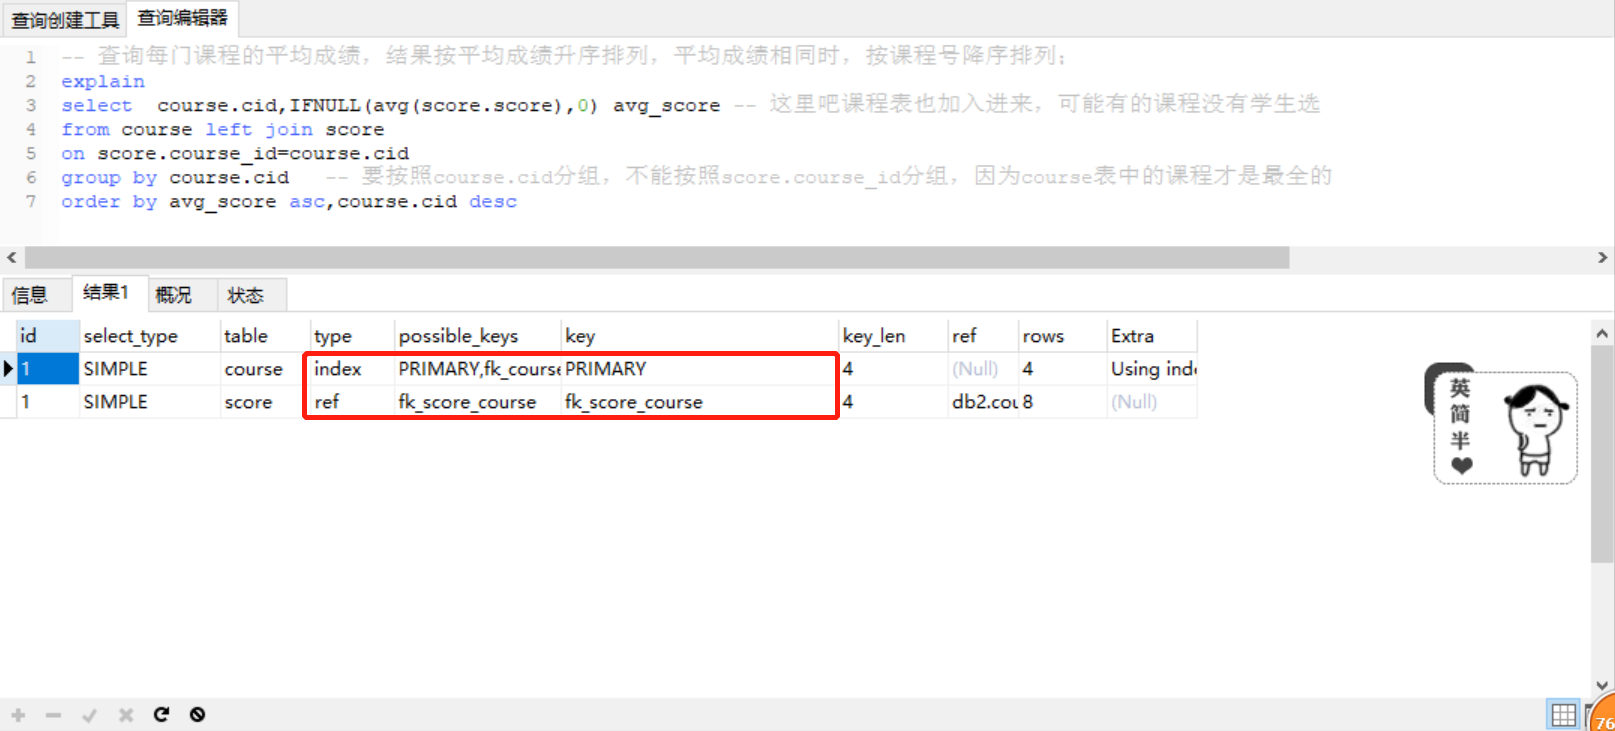 查询创建工具 查询编辑器
1 -- 查询每门课程的平均成绩，结果按平均成绩升序排列，平均成绩相同时，按课程号降序排列；
2 explain
3 select  course.cid,IFNULL(avg(score.score),0) avg_score -- 这里吧课程表也加入进来，可能有的课程没有学生选
4 from course left join score
5 on score.course_id=course.cid
6 group by course.cid   -- 要按照course.cid分组，不能按照score.course_id分组，因为course表中的课程才是最全的
7 order by avg_score asc,course.cid desc
信息 结果1 概况 状态
id select_type table type possible_keys key key_len ref rows Extra
1 SIMPLE course index PRIMARY,fk_course PRIMARY 4 (Null) 4 Using inde
1 SIMPLE score ref fk_score_course fk_score_course 4 db2.cou 8 (Null)
英
简
半
76